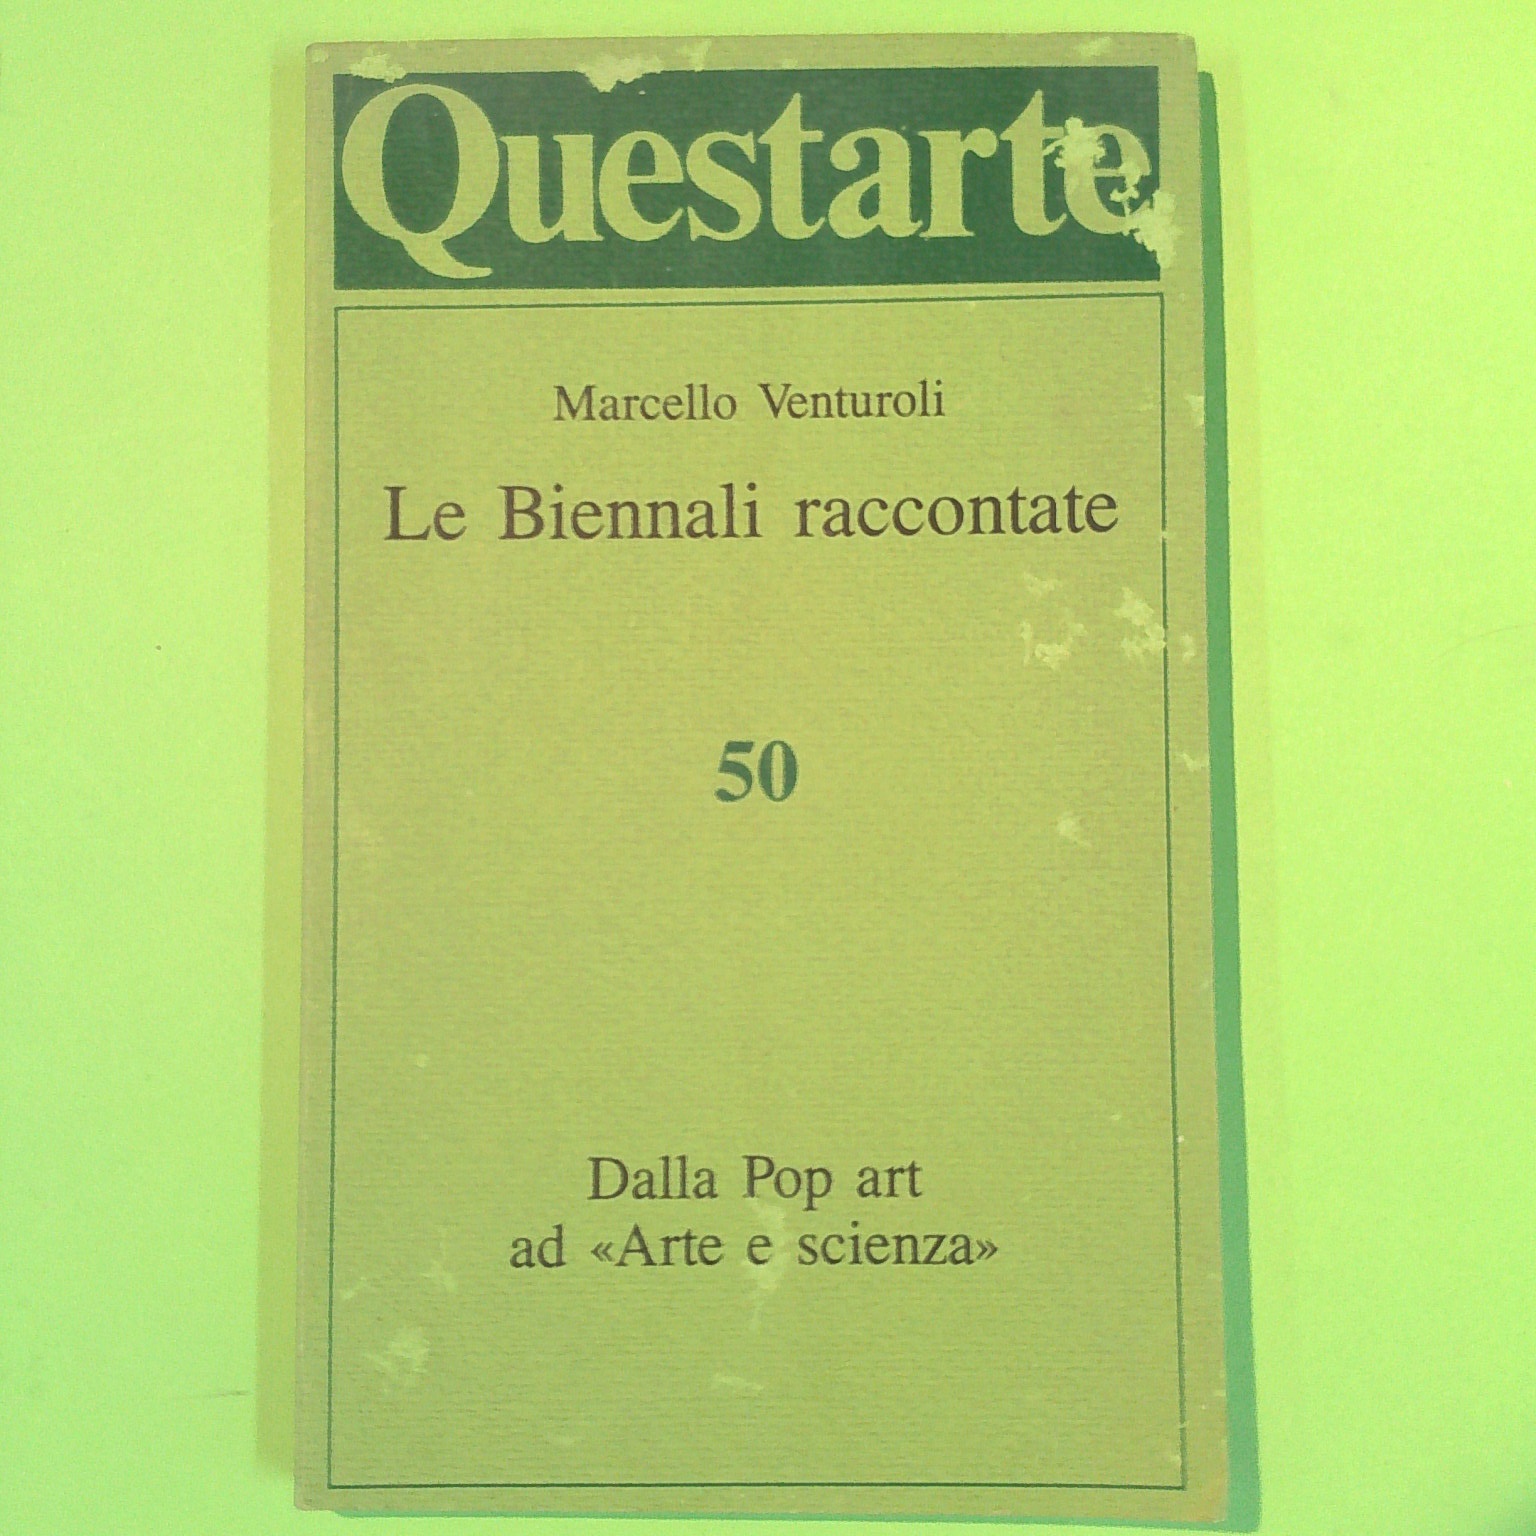 Questarte
Marcello Venturoli
Le Biennali raccontate
50
Dalla Pop art
ad «Arte e scienza»